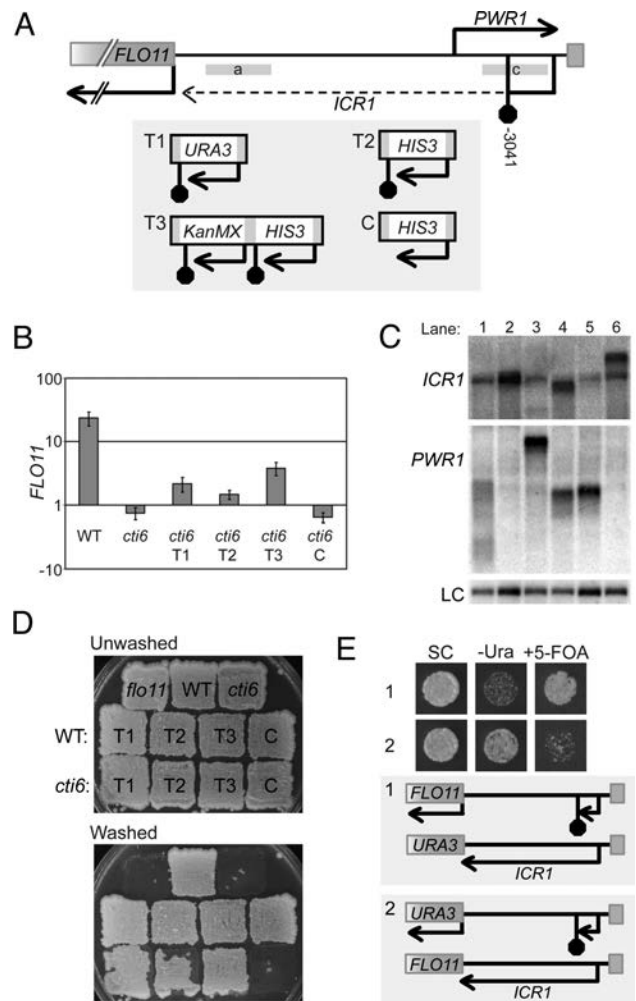 A
PWR1
FLO11
a
c
ICR1
-3041
T1 URA3
T2 HIS3
T3 KanMX HIS3
C HIS3
B
FLO11
100
10
1
-10
WT cti6 cti6 cti6 cti6 cti6
T1 T2 T3 C
C
Lane: 1 2 3 4 5 6
ICR1
PWR1
LC
D
Unwashed
flo11 WT cti6
WT: T1 T2 T3 C
cti6: T1 T2 T3 C
Washed
E
SC -Ura +5-FOA
1
2
1 FLO11
URA3
ICR1
2 URA3
FLO11
ICR1